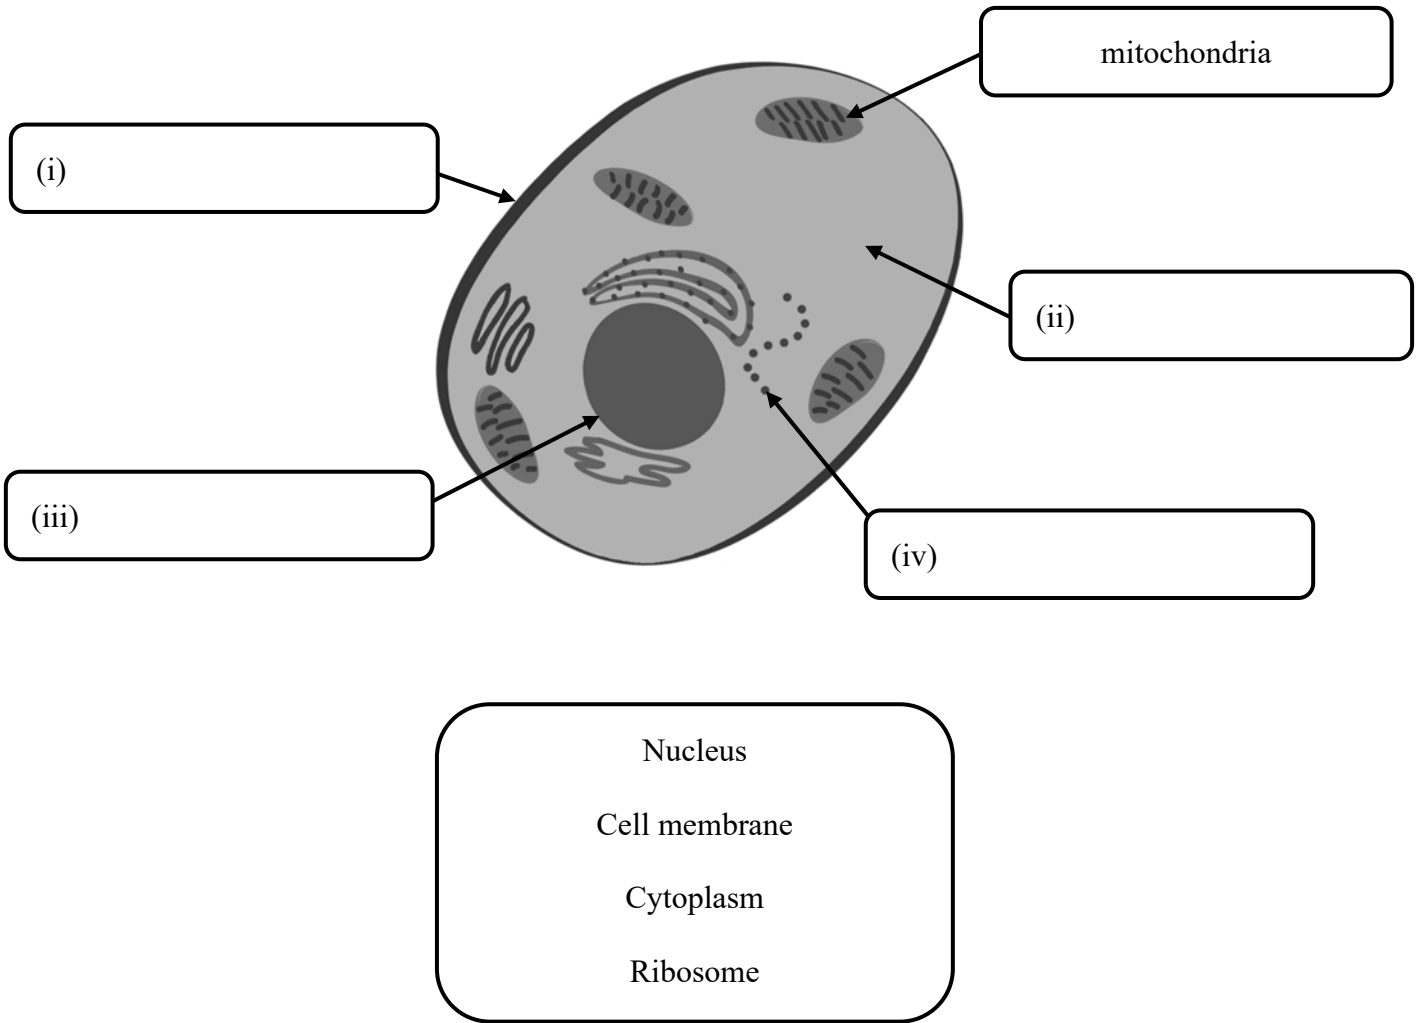 mitochondria
(i)
(ii)
(iii)
(iv)
Nucleus
Cell membrane
Cytoplasm
Ribosome